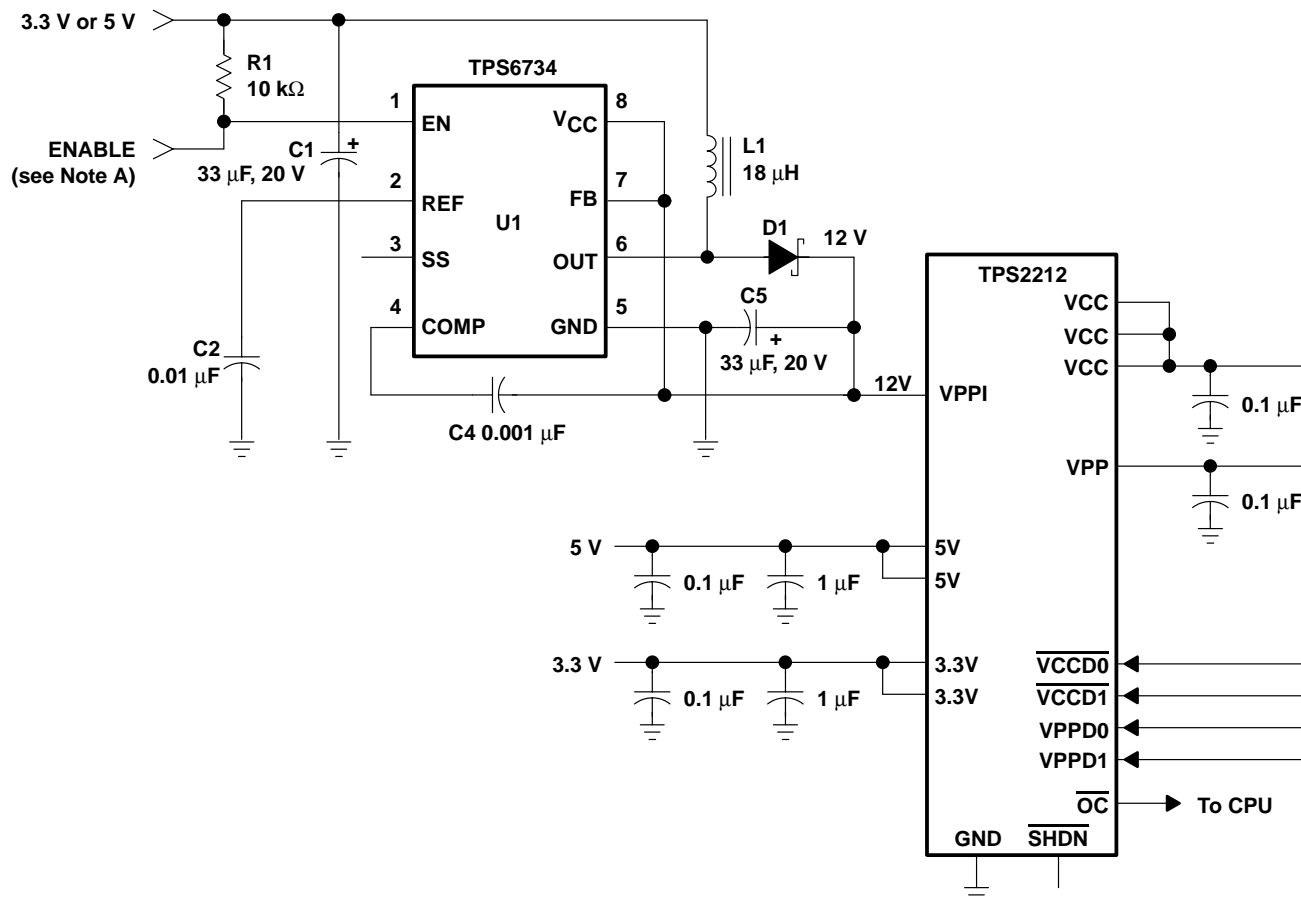 3.3 V or 5 V
R1
10 kΩ
TPS6734
1
EN
8
VCC
ENABLE
(see Note A)
C1
+
33 μF, 20 V
L1
18 μH
2
REF
7
FB
U1
D1
12 V
3
SS
6
OUT
TPS2212
4
COMP
5
GND
C5
+
33 μF, 20 V
VCC
VCC
VCC
C2
0.01 μF
12V
VPPI
0.1 μF
C4 0.001 μF
VPP
0.1 μF
5 V
5V
5V
0.1 μF
1 μF
3.3 V
3.3V
3.3V
0.1 μF
1 μF
VCCD0
VCCD1
VPPD0
VPPD1
OC
To CPU
GND
SHDN